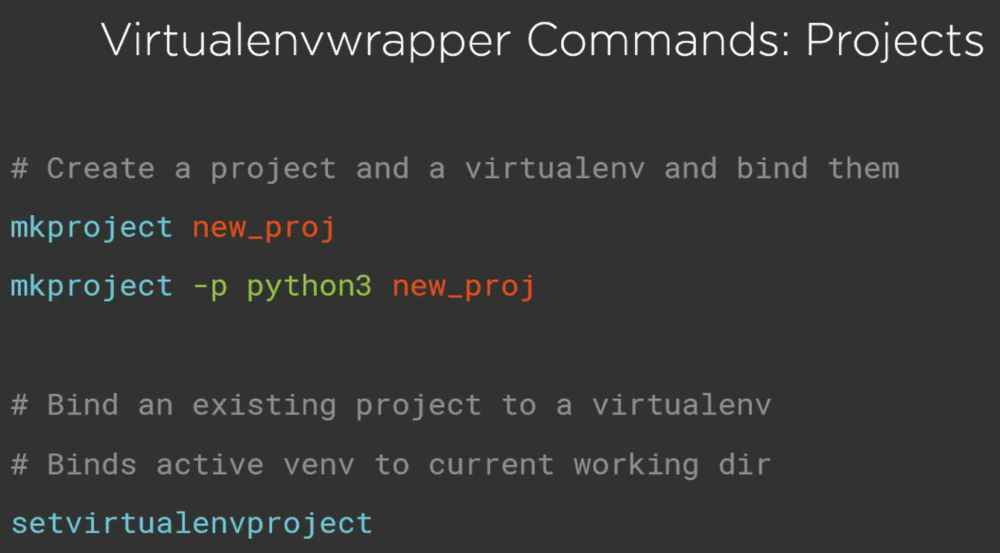 Virtualenvwrapper Commands: Projects
# Create a project and a virtualenv and bind them
mkproject new_proj
mkproject -p python3 new_proj
# Bind an existing project to a virtualenv
# Binds active venv to current working dir
setvirtualenvproject